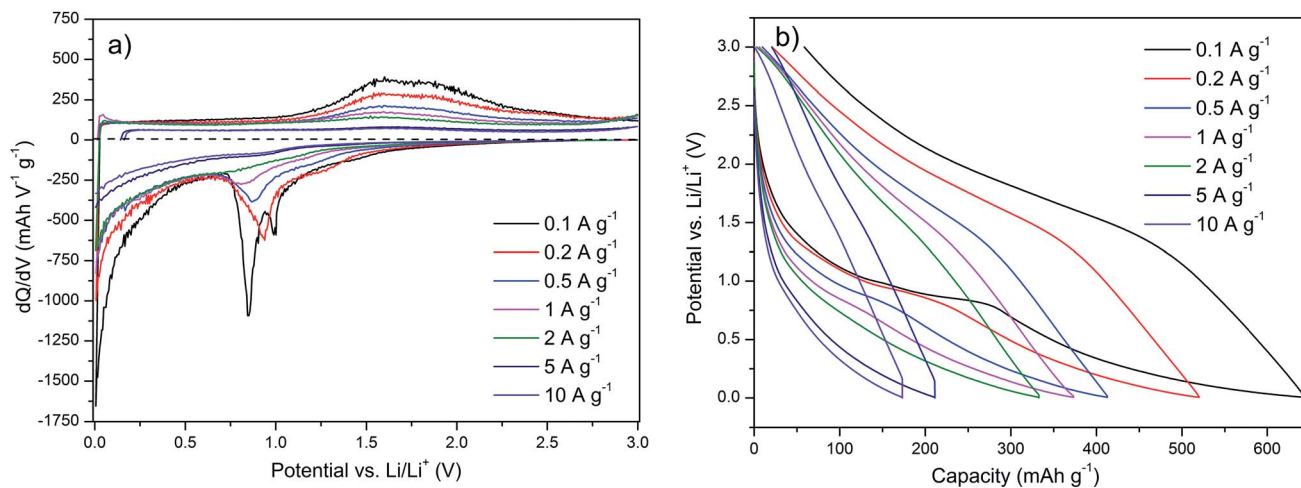 a)
750
500
250
0
-250
-500
-750
-1000
-1250
-1500
-1750
dQ/dV (mAh V⁻¹ g⁻¹)
0.0 0.5 1.0 1.5 2.0 2.5 3.0
Potential vs. Li/Li⁺ (V)
0.1 A g⁻¹
0.2 A g⁻¹
0.5 A g⁻¹
1 A g⁻¹
2 A g⁻¹
5 A g⁻¹
10 A g⁻¹
b)
3.0
2.5
2.0
1.5
1.0
0.5
0.0
Potential vs. Li/Li⁺ (V)
0 100 200 300 400 500 600
Capacity (mAh g⁻¹)
0.1 A g⁻¹
0.2 A g⁻¹
0.5 A g⁻¹
1 A g⁻¹
2 A g⁻¹
5 A g⁻¹
10 A g⁻¹